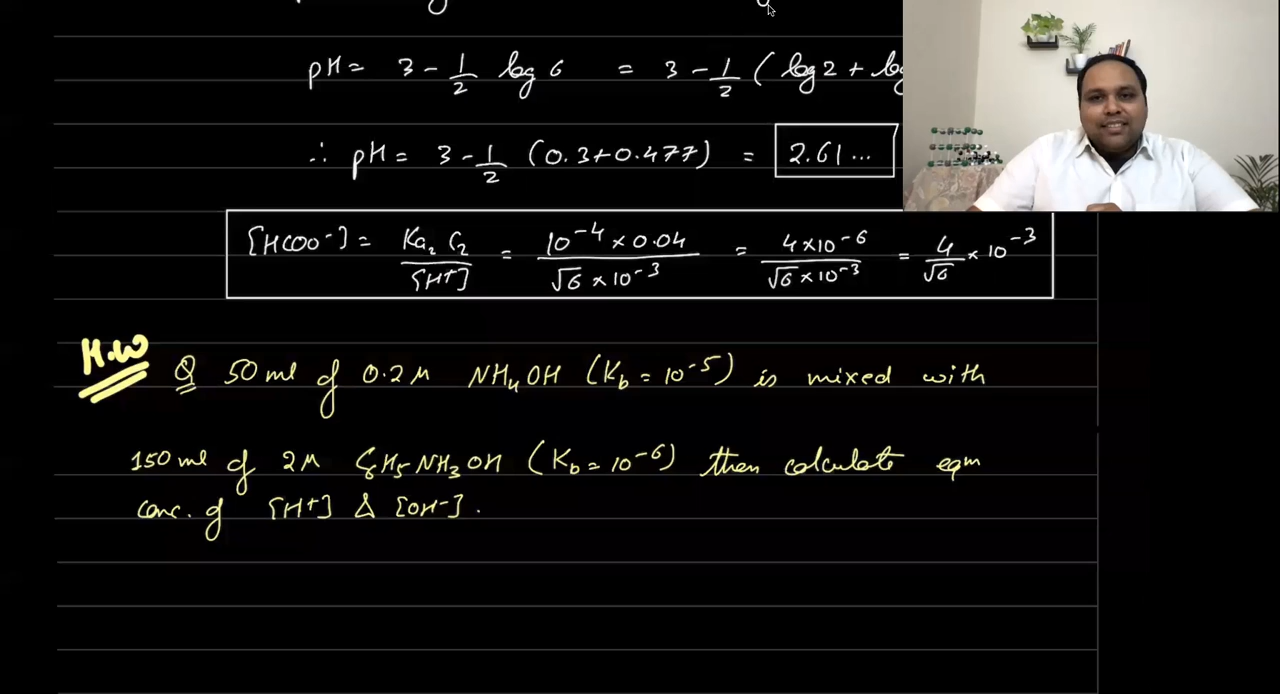 pH = 3 - 1/2 log 6 = 3 - 1/2 ( log 2 +
∴ pH = 3 - 1/2 (0.3+0.477) = 2.61...
[HCOO⁻] = Ka₂ C₂ / [H⁺] = 10⁻⁴ × 0.04 / √6 × 10⁻³ = 4×10⁻⁶ / √6 × 10⁻³ = 4/√6 × 10⁻³
H.W Q 50 ml of 0.2M NH₄OH (Kb = 10⁻⁵) is mixed with
150 ml of 2M C₆H₅NH₃OH (Kb = 10⁻⁶) then calculate eqm
conc. of [H⁺] & [OH⁻].